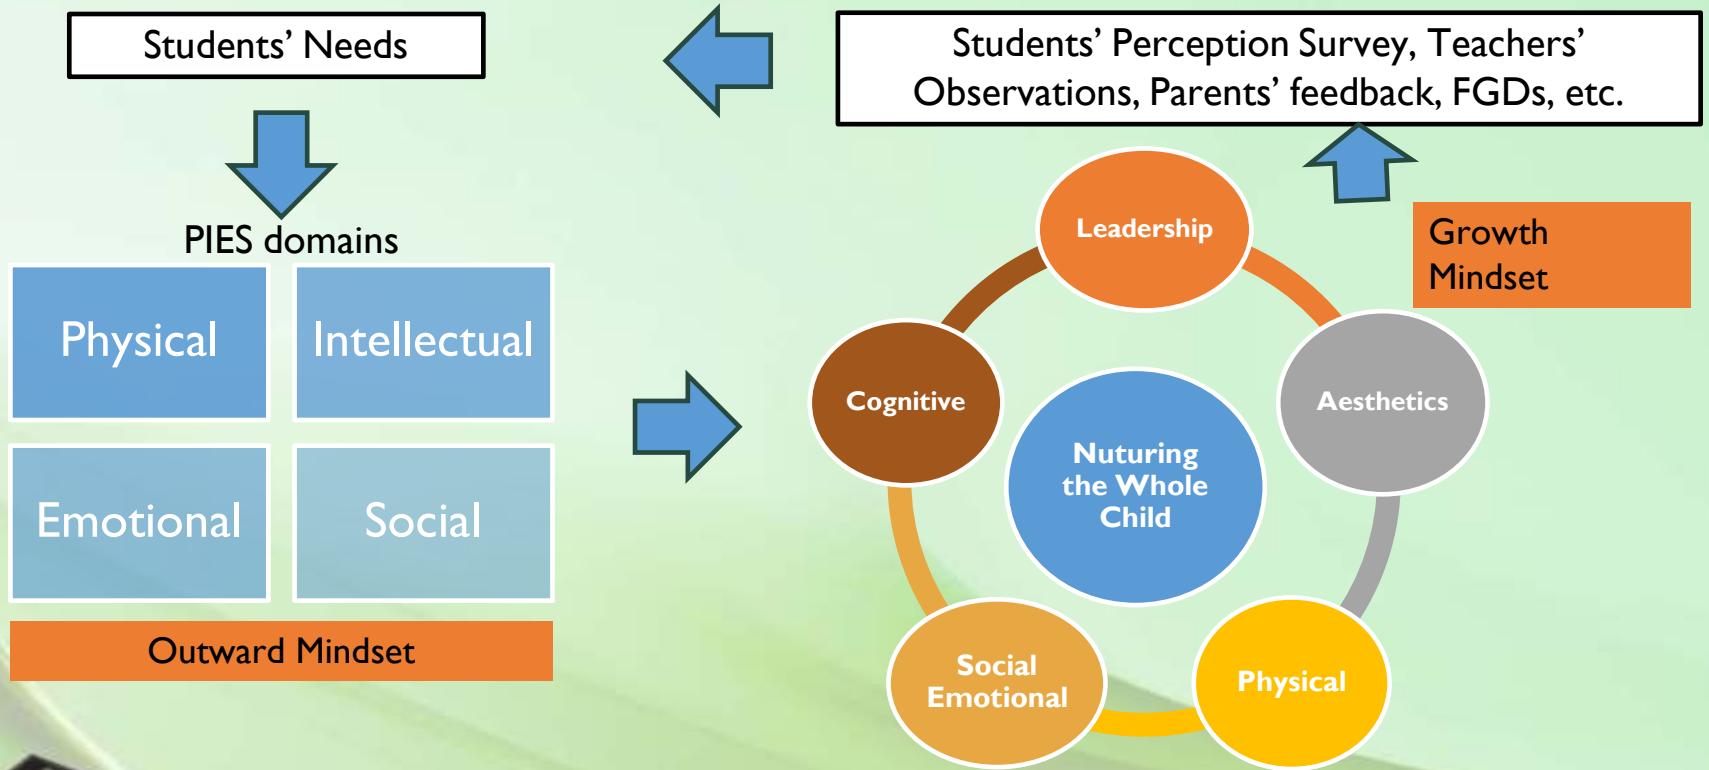 Students’ Needs
Students’ Perception Survey, Teachers’
Observations, Parents’ feedback, FGDs, etc.
PIES domains
Physical
Intellectual
Emotional
Social
Outward Mindset
Leadership
Growth
Mindset
Cognitive
Aesthetics
Nuturing
the Whole
Child
Social
Emotional
Physical